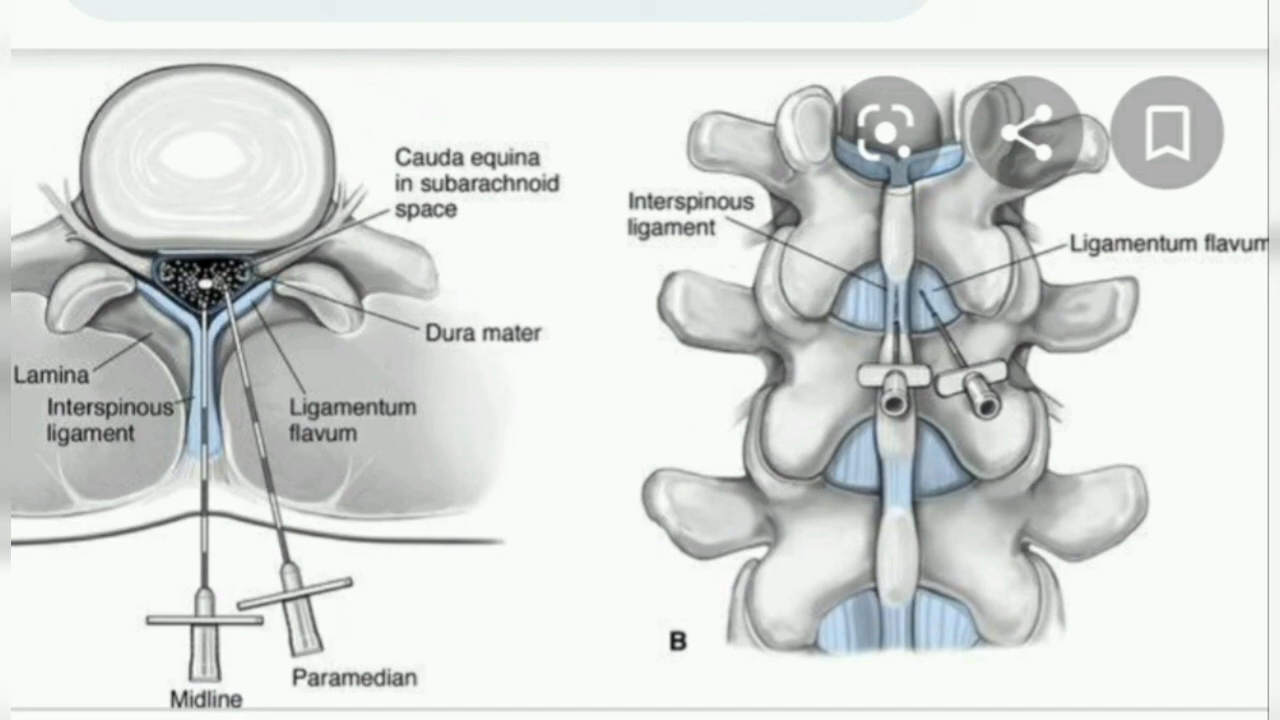 Cauda equina
in subarachnoid
space
Dura mater
Lamina
Interspinous
ligament
Ligamentum
flavum
Paramedian
Midline
Interspinous
ligament
Ligamentum flavum
B